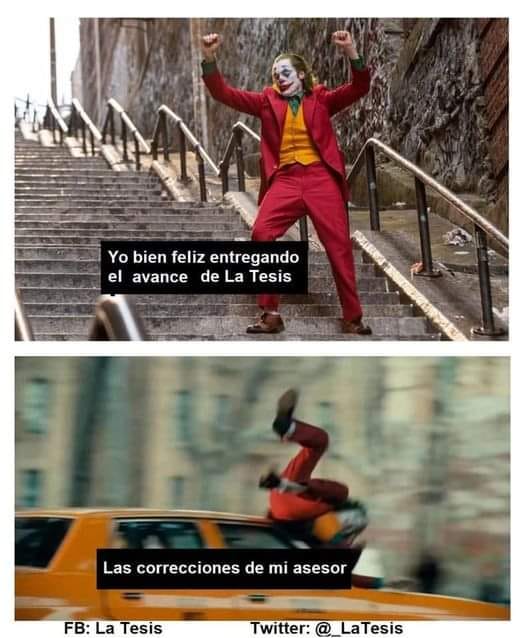 Yo bien feliz entregando
el avance de La Tesis
Las correcciones de mi asesor
FB: La Tesis Twitter: @_LaTesis